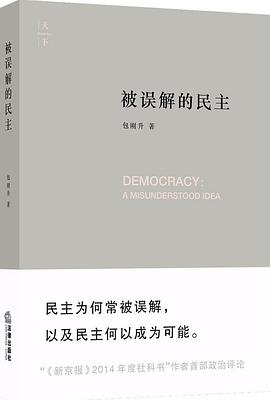 天下
被误解的民主
包刚升 著
DEMOCRACY:
A MISUNDERSTOOD IDEA
民主为何常被误解，
以及民主何以成为可能。
“《新京报》2014年度社科书”作者首部政治评论
被误解的民主
包刚升 著
法律出版社